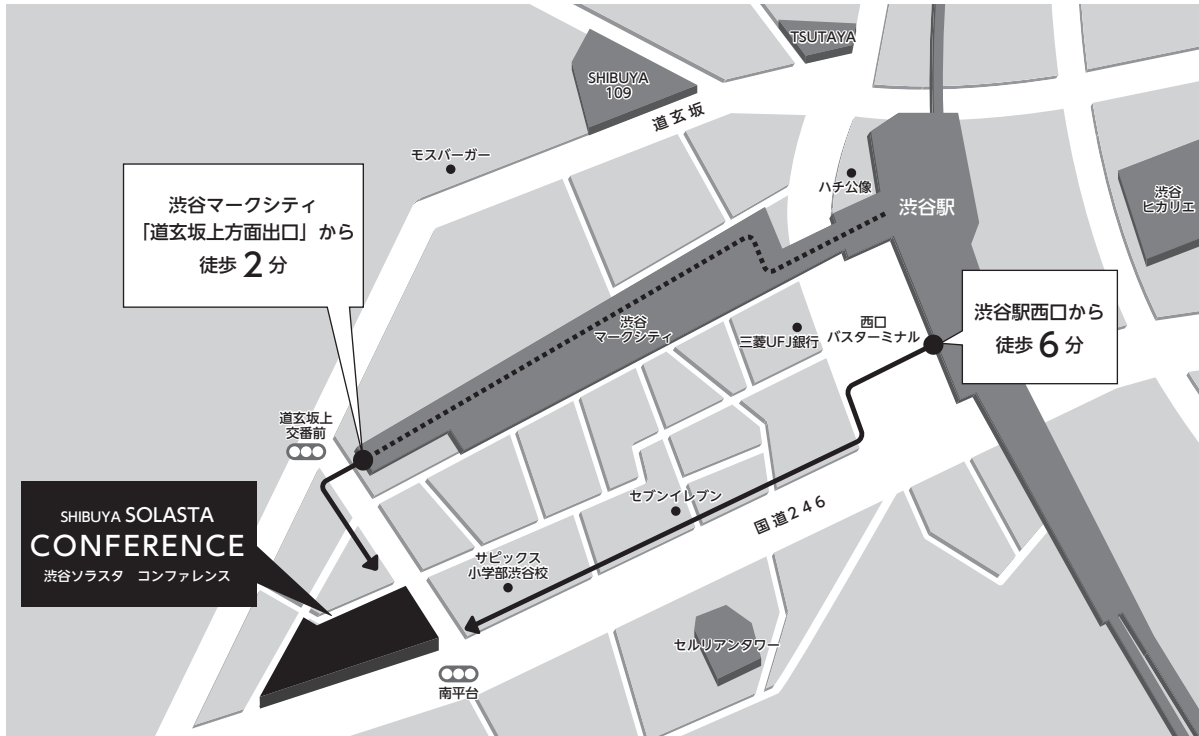 TSUTAYA
SHIBUYA
109
道玄坂
モスバーガー
ハチ公像
渋谷駅
渋谷
ヒカリエ
渋谷マークシティ
「道玄坂上方面出口」から
徒歩 2 分
渋谷
マークシティ
三菱UFJ銀行
西口
バスターミナル
渋谷駅西口から
徒歩 6 分
道玄坂上
交番前
SHIBUYA SOLASTA
CONFERENCE
渋谷ソラスタ　コンファレンス
セブンイレブン
国道246
サピックス
小学部渋谷校
セルリアンタワー
南平台